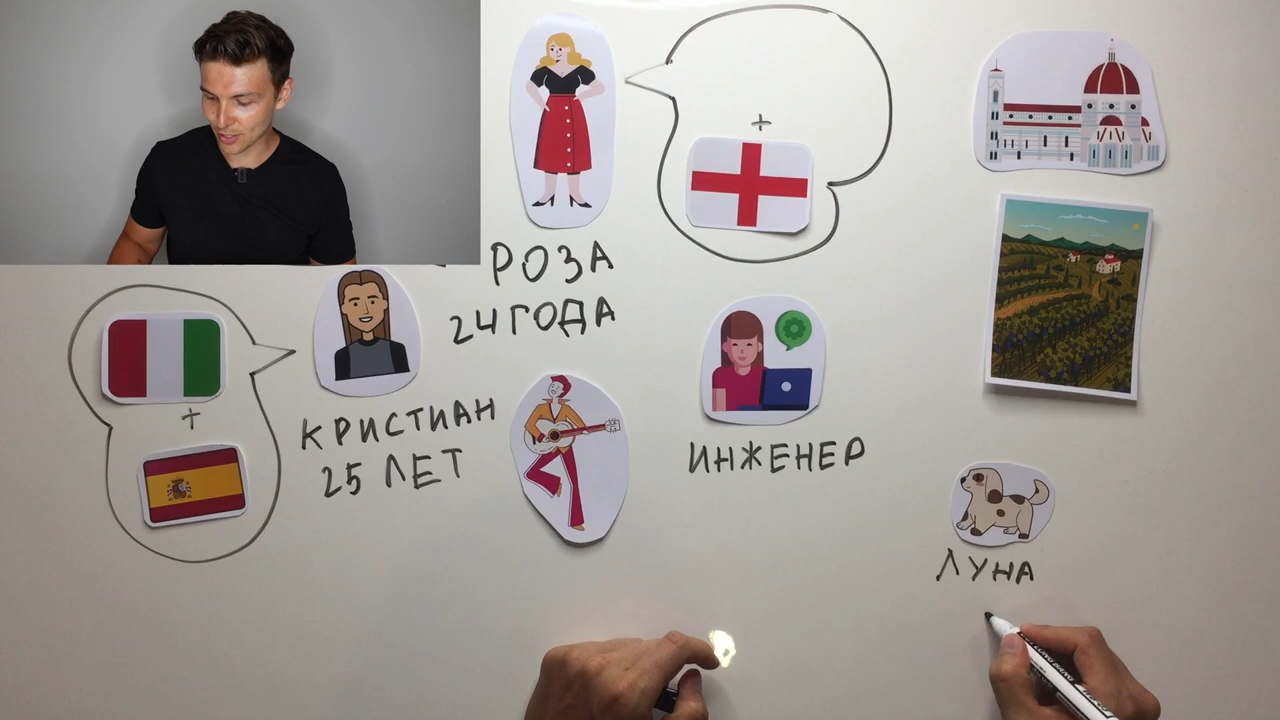 РОЗА
24 ГОДА
КРИСТИАН
25 ЛЕТ
ИНЖЕНЕР
ЛУНА